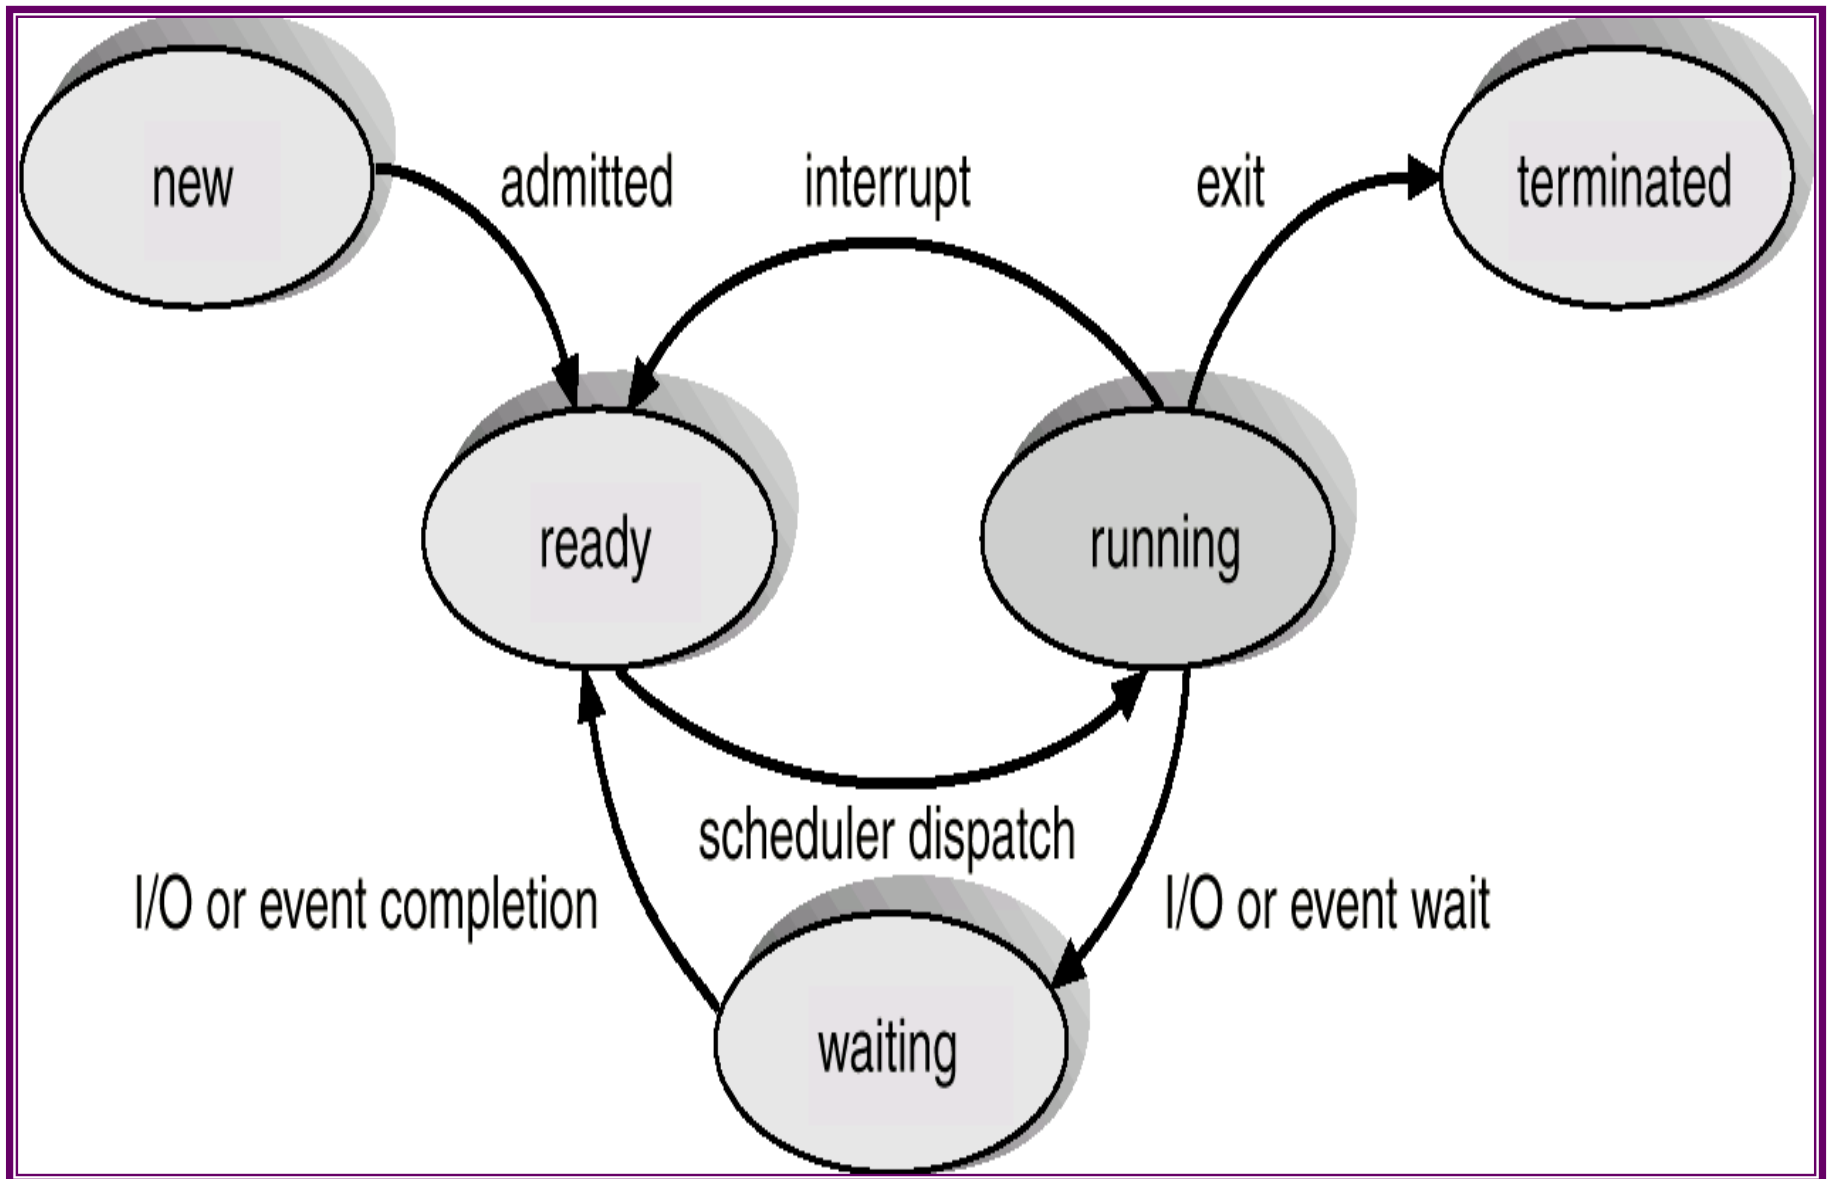 new
admitted
interrupt
exit
terminated
ready
running
scheduler dispatch
I/O or event completion
I/O or event wait
waiting